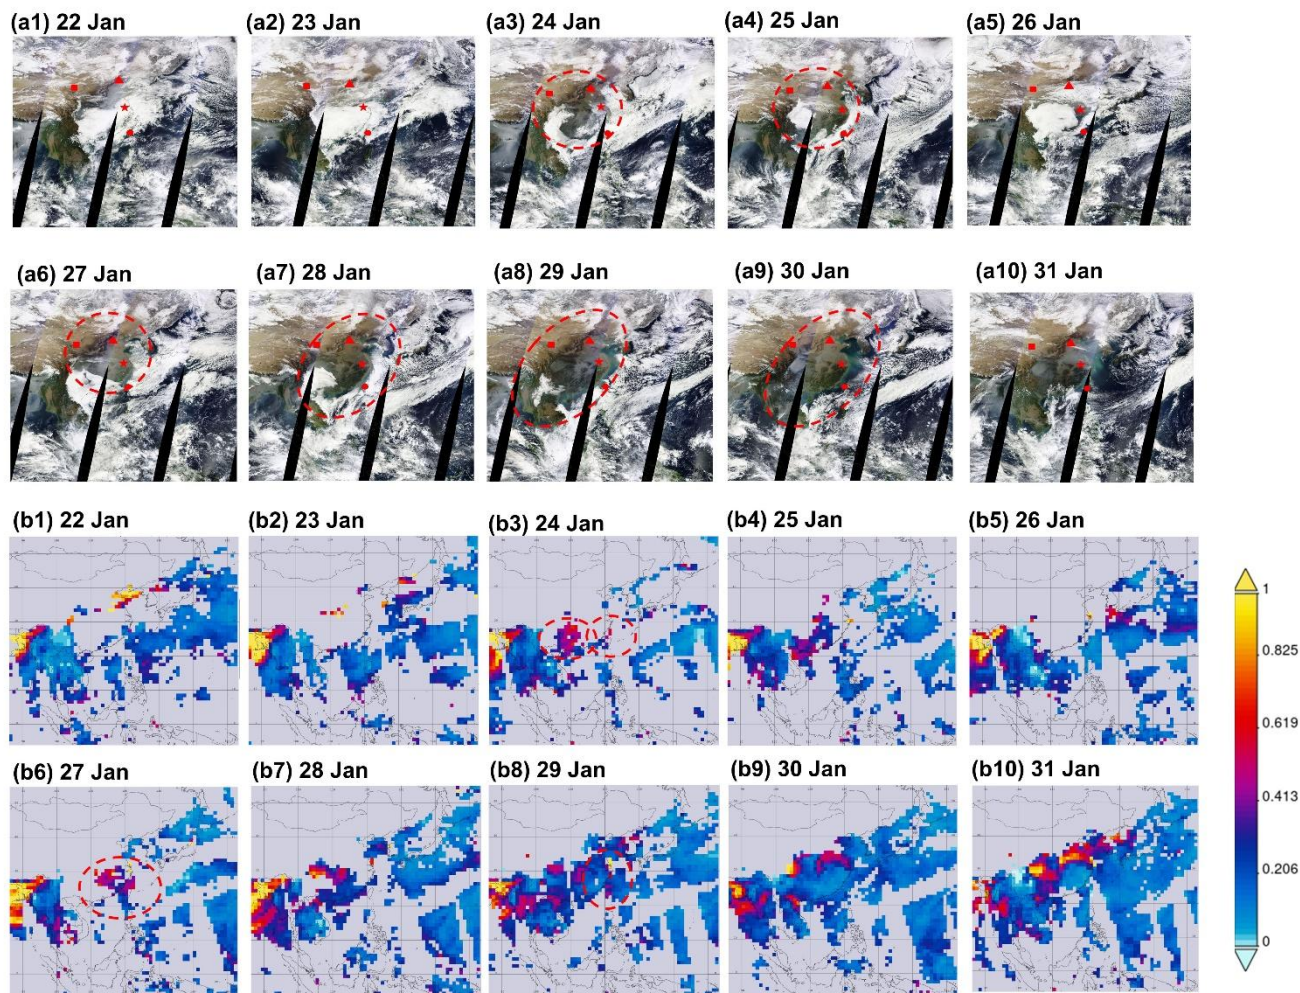 (a1) 22 Jan
(a2) 23 Jan
(a3) 24 Jan
(a4) 25 Jan
(a5) 26 Jan
(a6) 27 Jan
(a7) 28 Jan
(a8) 29 Jan
(a9) 30 Jan
(a10) 31 Jan
(b1) 22 Jan
(b2) 23 Jan
(b3) 24 Jan
(b4) 25 Jan
(b5) 26 Jan
1
0.825
0.619
0.413
0.206
0
(b6) 27 Jan
(b7) 28 Jan
(b8) 29 Jan
(b9) 30 Jan
(b10) 31 Jan